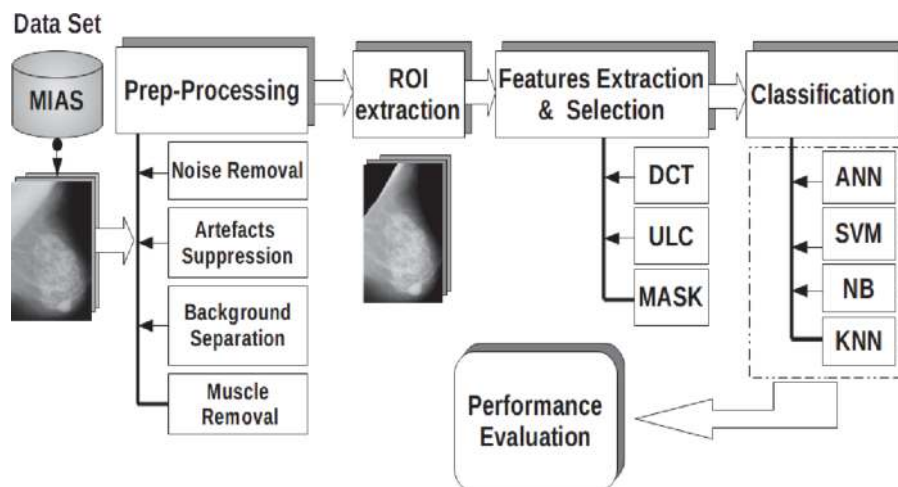 Data Set
MIAS
Prep-Processing
Noise Removal
Artefacts
Suppression
Background
Separation
Muscle
Removal
ROI
extraction
Features Extraction
& Selection
DCT
ULC
MASK
Classification
ANN
SVM
NB
KNN
Performance
Evaluation